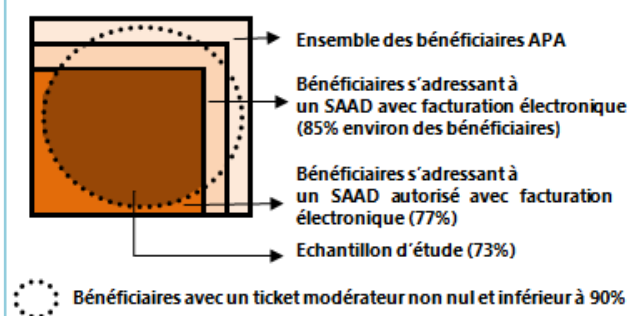 Ensemble des bénéficiaires APA
Bénéficiaires s'adressant à
un SAAD avec facturation électronique
(85% environ des bénéficiaires)
Bénéficiaires s'adressant à
un SAAD autorisé avec facturation
électronique (77%)
Echantillon d'étude (73%)
Bénéficiaires avec un ticket modérateur non nul et inférieur à 90%